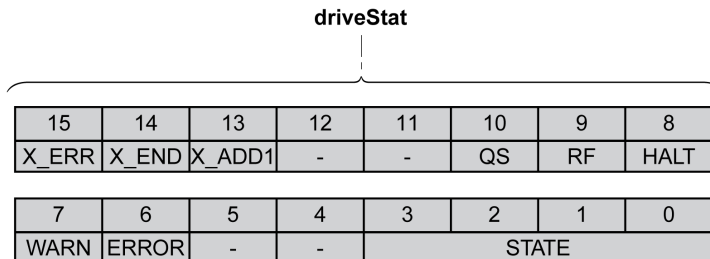 driveStat
15 14 13 12 11 10 9 8
X_ERR X_END X_ADD1 - - QS RF HALT
7 6 5 4 3 2 1 0
WARN ERROR - - STATE